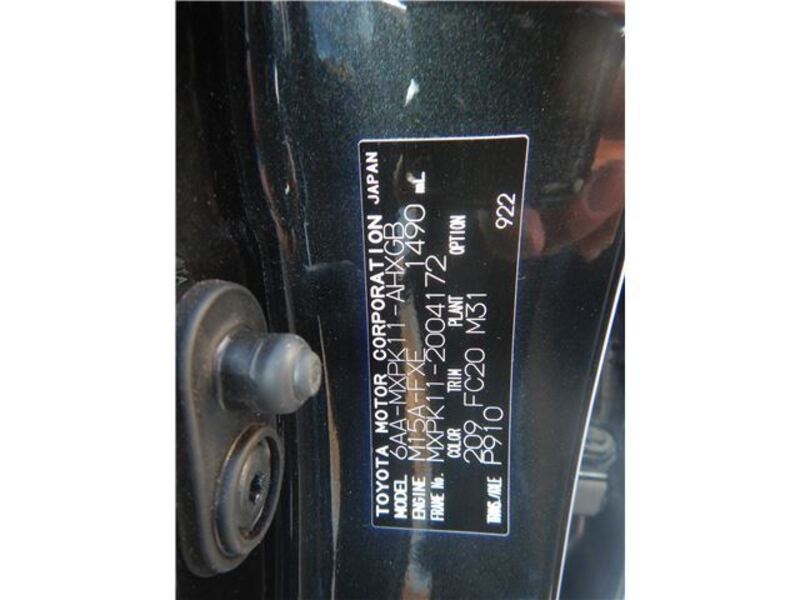 TOYOTA MOTOR CORPORATION JAPAN
MODEL 6AA-MXPK11-AHXGB
ENGINE M15A-FXE 1490 mL
FRAME No. MXPK11-2004172
COLOR TRIM PLANT OPTION
209 FC20 M31
TRANS./AXLE P910 922